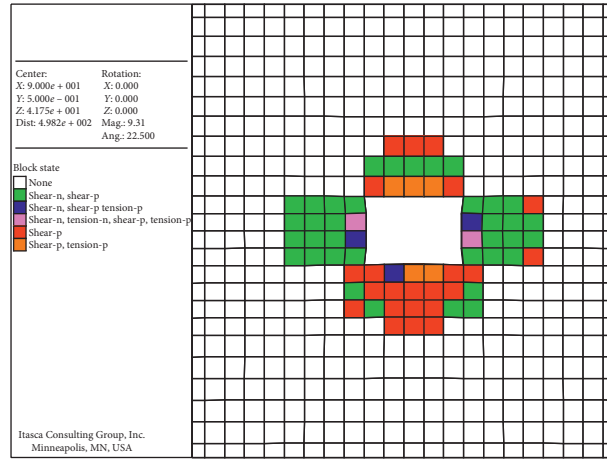 Center: Rotation:
X: 9.000e + 001 X: 0.000
Y: 5.000e − 001 Y: 0.000
Z: 4.175e + 001 Z: 0.000
Dist: 4.982e + 002 Mag.: 9.31
Ang.: 22.500
Block state
None
Shear-n, shear-p
Shear-n, shear-p tension-p
Shear-n, tension-n, shear-p, tension-p
Shear-p
Shear-p, tension-p
Itasca Consulting Group, Inc.
Minneapolis, MN, USA